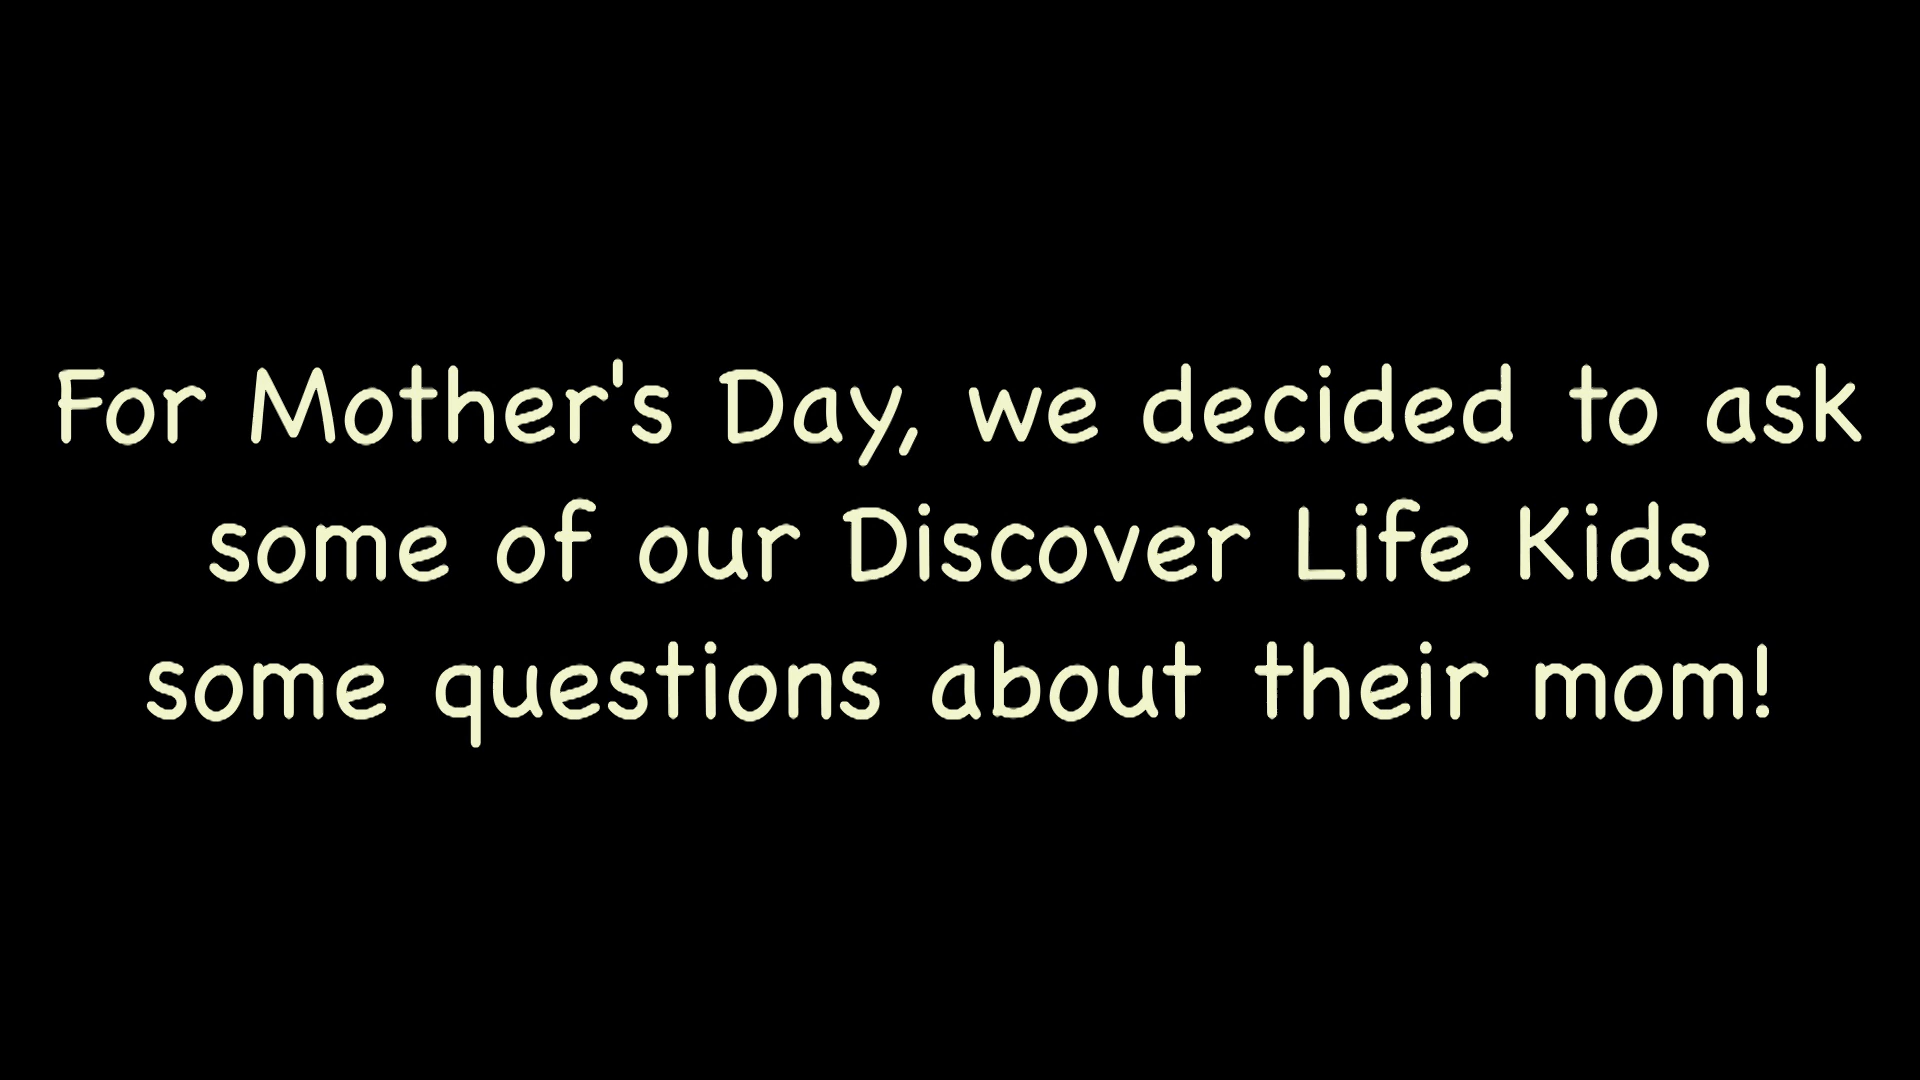 For Mother's Day, we decided to ask
some of our Discover Life Kids
some questions about their mom!